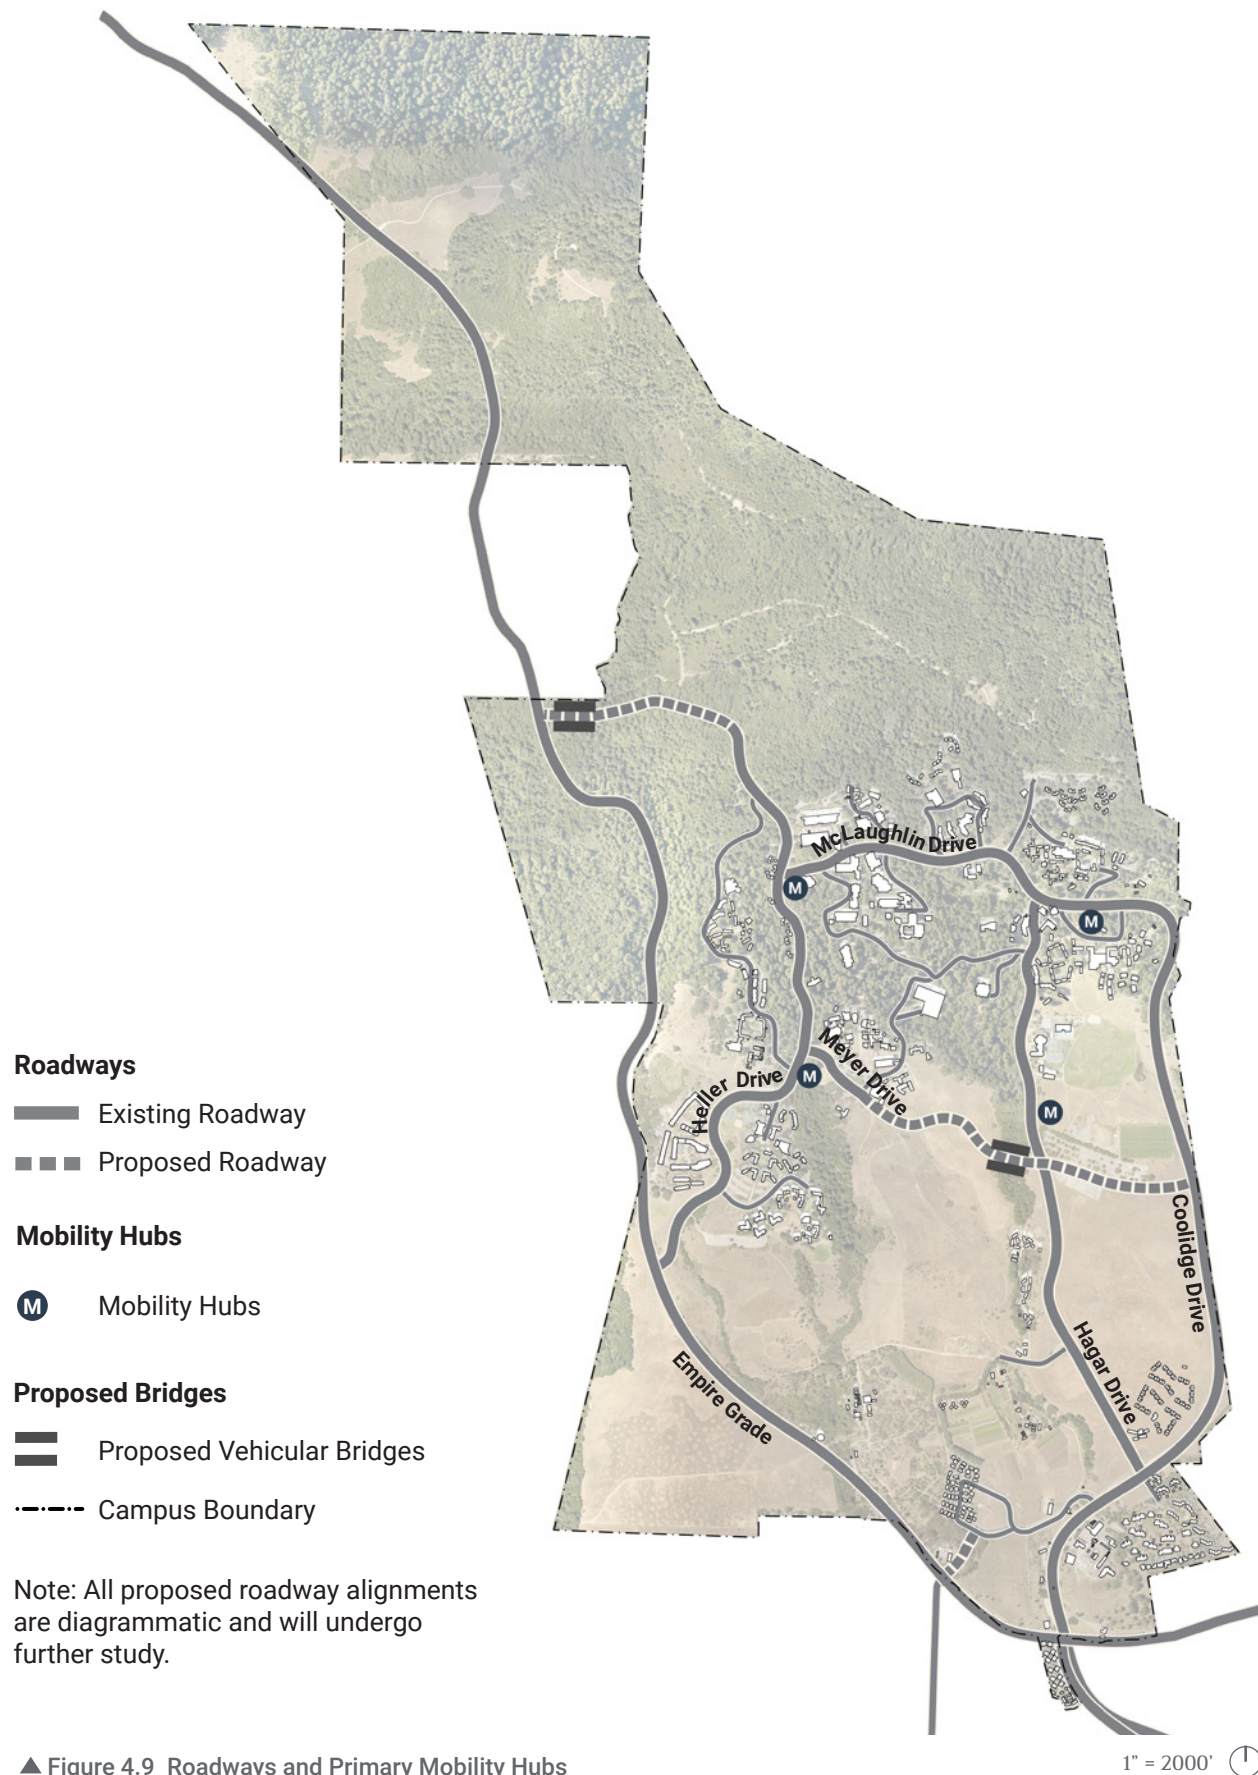 McLaughlin Drive
M
M
Meyer Drive
Heller Drive
M
M
Coolidge Drive
Hagar Drive
Empire Grade
Roadways
Existing Roadway
Proposed Roadway
Mobility Hubs
M Mobility Hubs
Proposed Bridges
Proposed Vehicular Bridges
Campus Boundary
Note: All proposed roadway alignments
are diagrammatic and will undergo
further study.
▲ Figure 4.9 Roadways and Primary Mobility Hubs
1” = 2000’